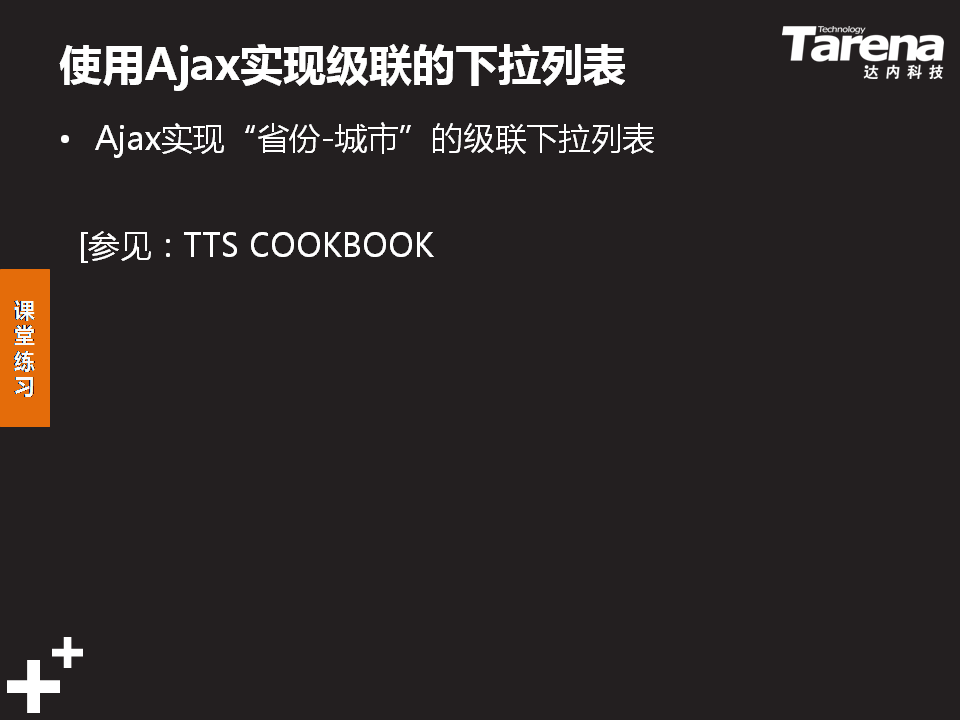 使用Ajax实现级联的下拉列表
Technology
Tarena
达内科技
• Ajax实现“省份-城市”的级联下拉列表
[参见：TTS COOKBOOK
课
堂
练
习